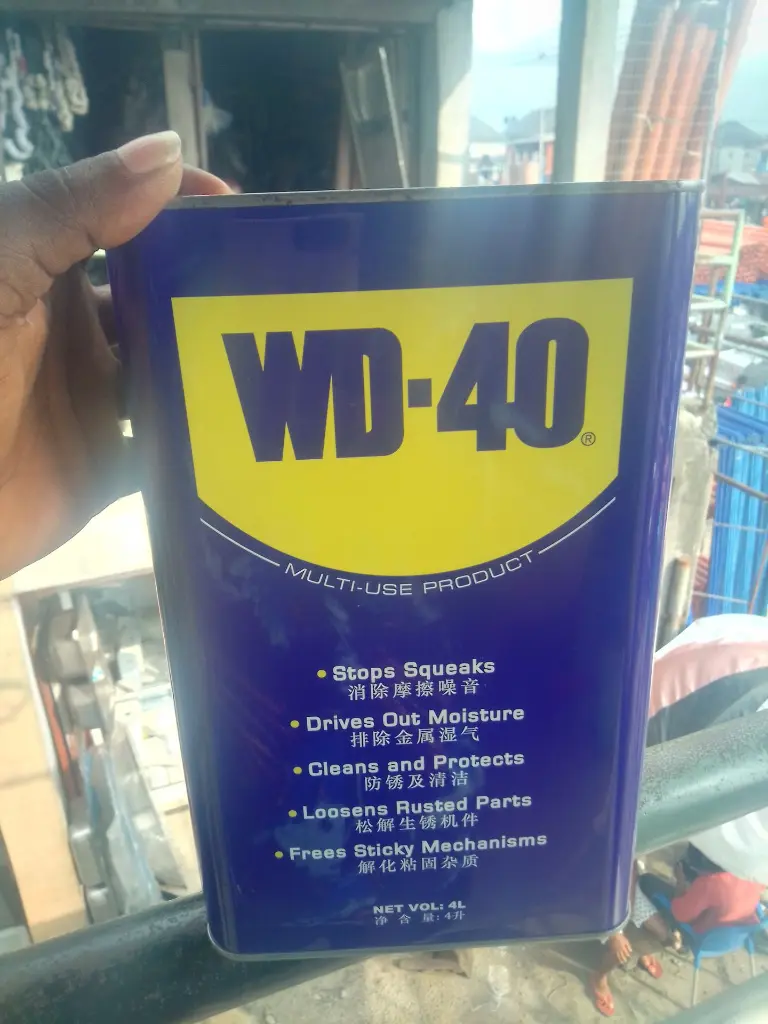 WD-40®
MULTI-USE PRODUCT
• Stops Squeaks
消除摩擦噪音
• Drives Out Moisture
排除金属湿气
• Cleans and Protects
防锈及清洁
• Loosens Rusted Parts
松解生锈机件
• Frees Sticky Mechanisms
解化粘固杂质
NET VOL: 4L
净 含 量: 4升